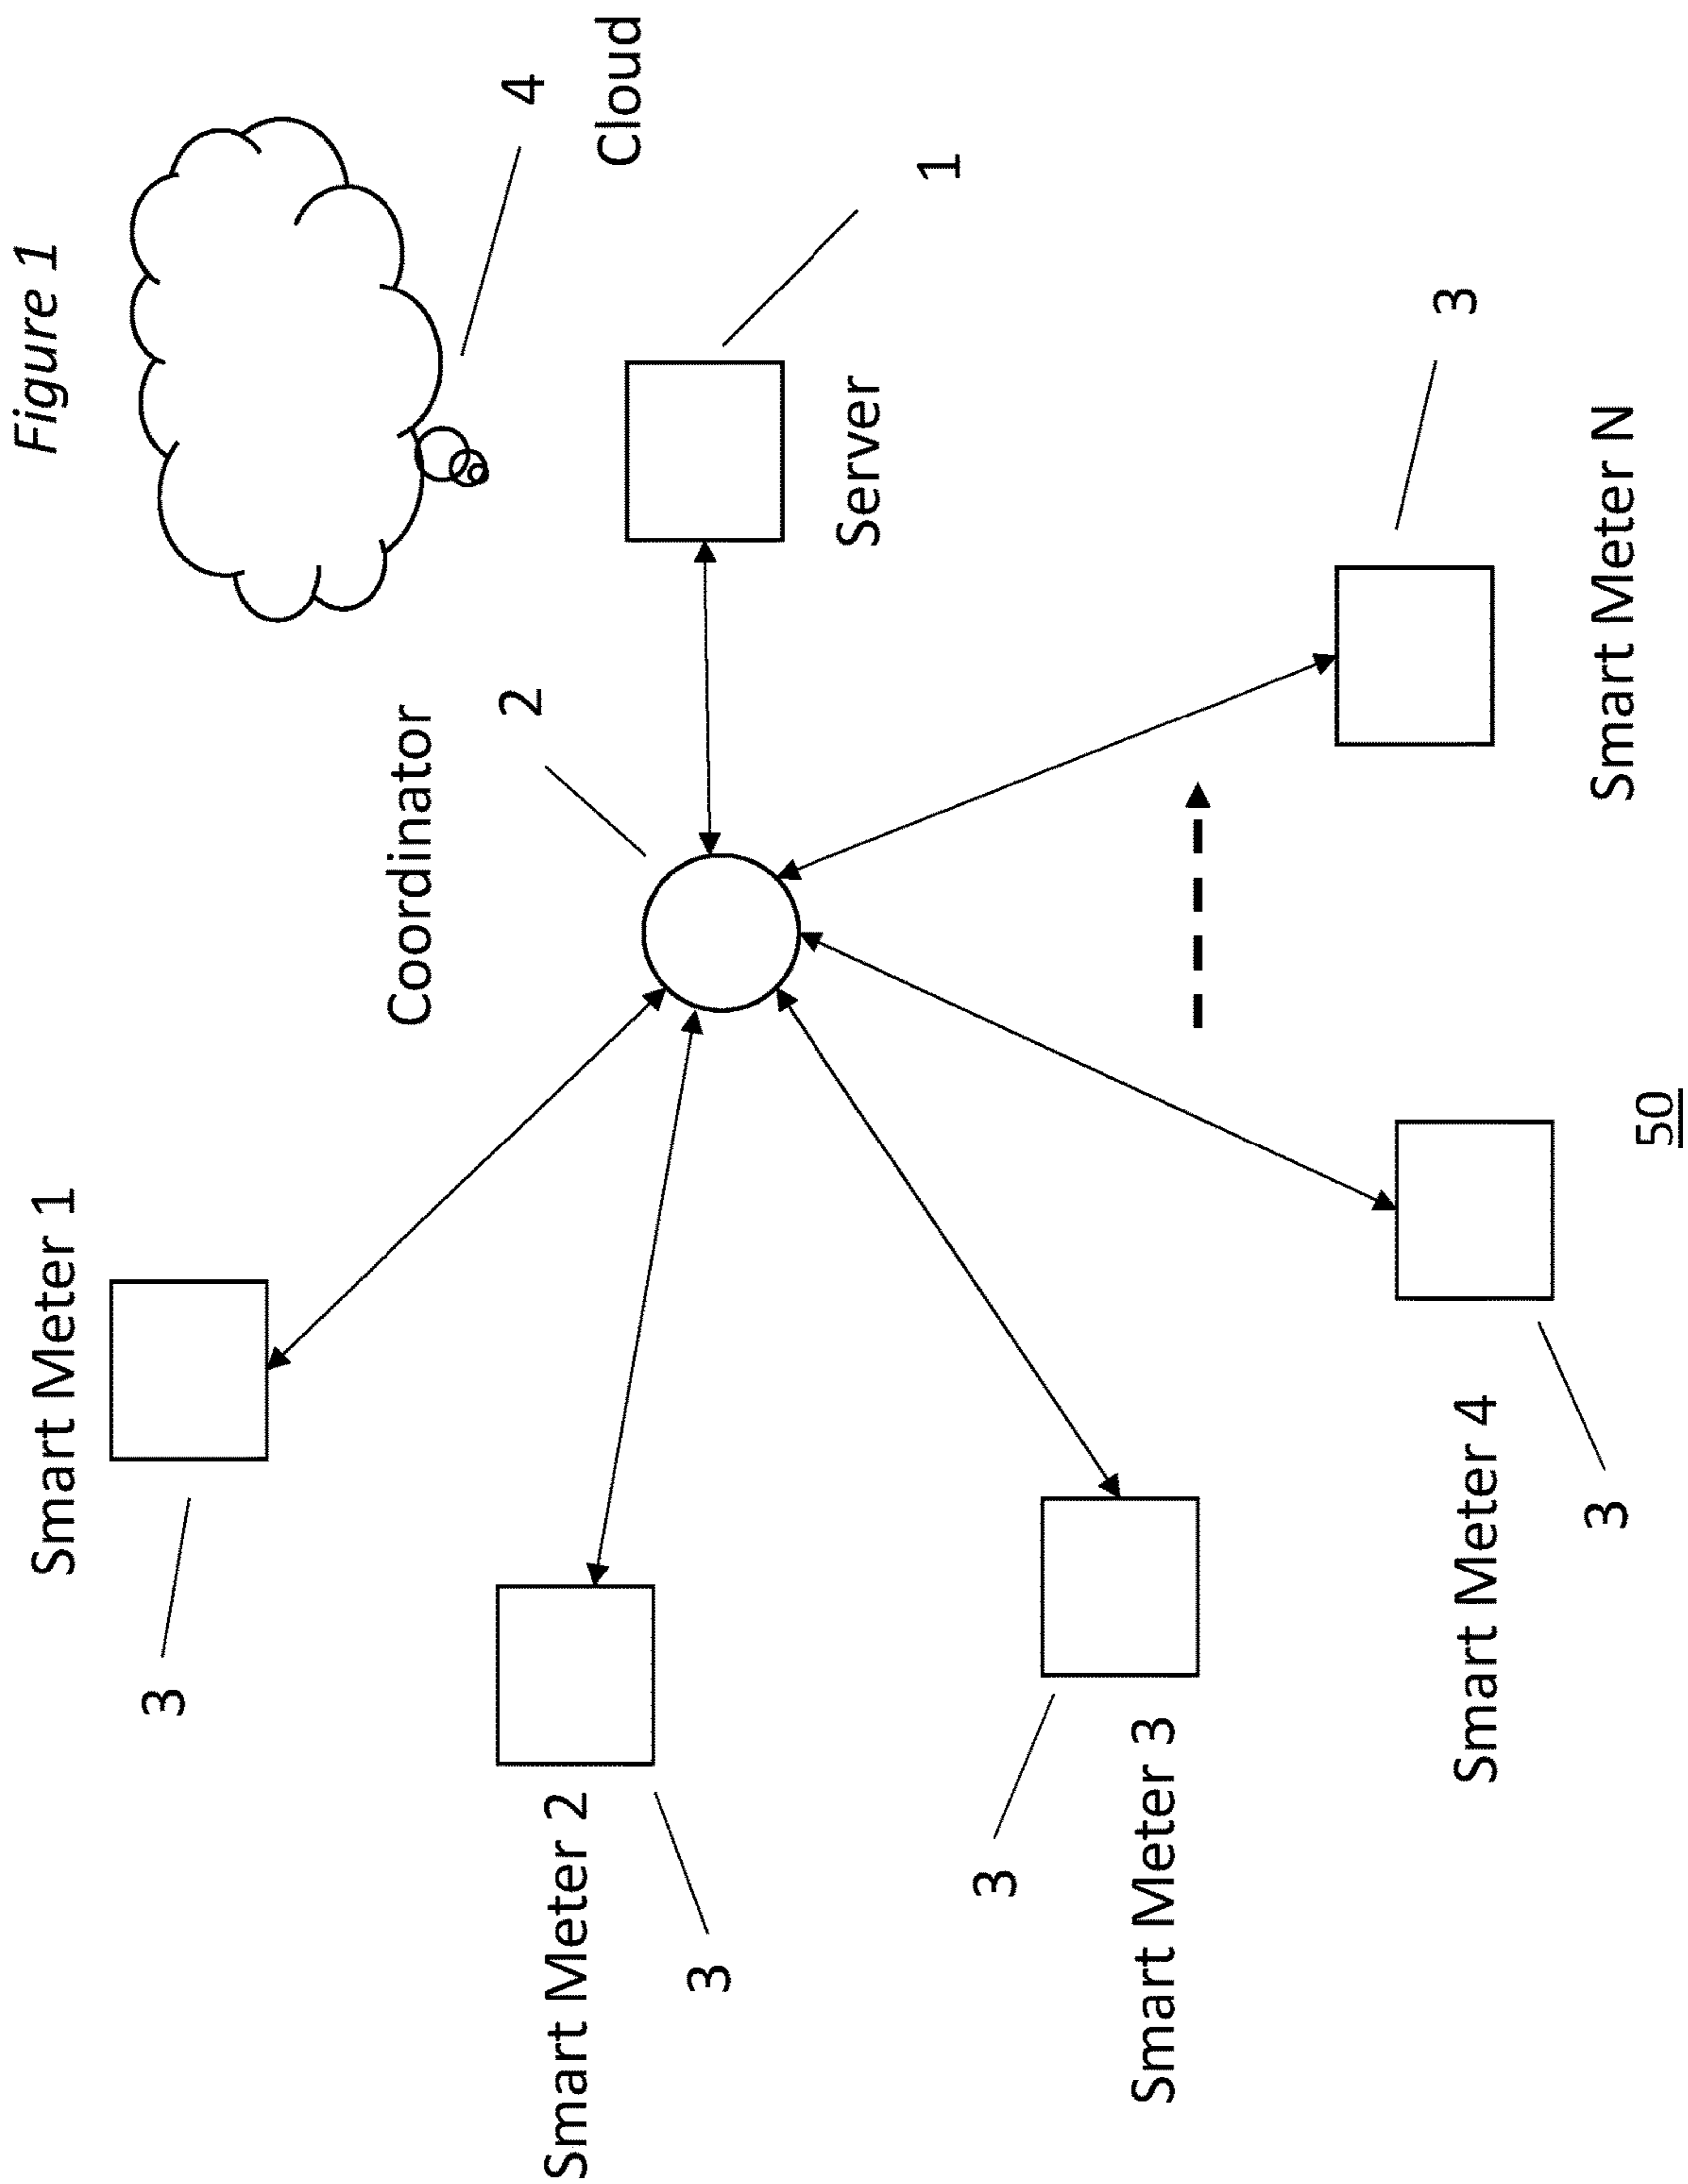 Figure 1
Smart Meter 1
3
Coordinator
2
4
Cloud
Smart Meter 2
3
Server
1
3
Smart Meter 3
Smart Meter 4
3
3
Smart Meter N
50